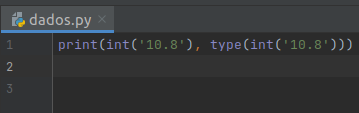 dados.py
1 print(int('10.8'), type(int('10.8')))
2
3